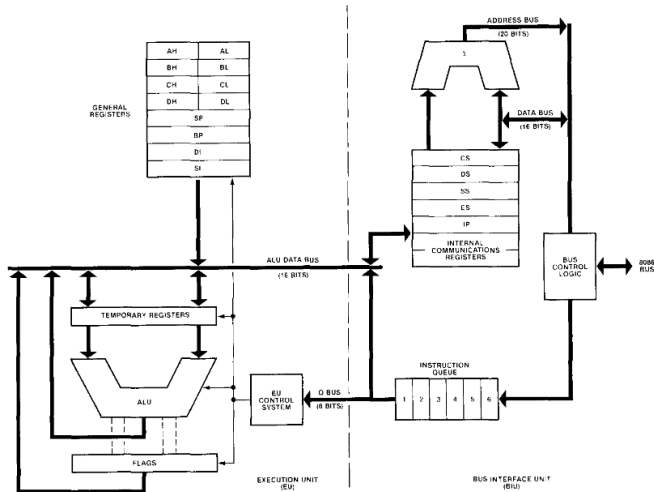 GENERAL REGISTERS
AH AL
BH BL
CH CL
DH DL
SP
BP
DI
SI
ADDRESS BUS
(20 BITS)
DATA BUS
(16 BITS)
CS
DS
SS
ES
IP
INTERNAL
COMMUNICATIONS
REGISTERS
BUS
CONTROL
LOGIC
8086
BUS
ALU DATA BUS
(16 BITS)
TEMPORARY REGISTERS
ALU
FLAGS
EU
CONTROL
SYSTEM
Q BUS
(8 BITS)
INSTRUCTION
QUEUE
1 2 3 4 5 6
EXECUTION UNIT
(EU)
BUS INTERFACE UNIT
(BIU)